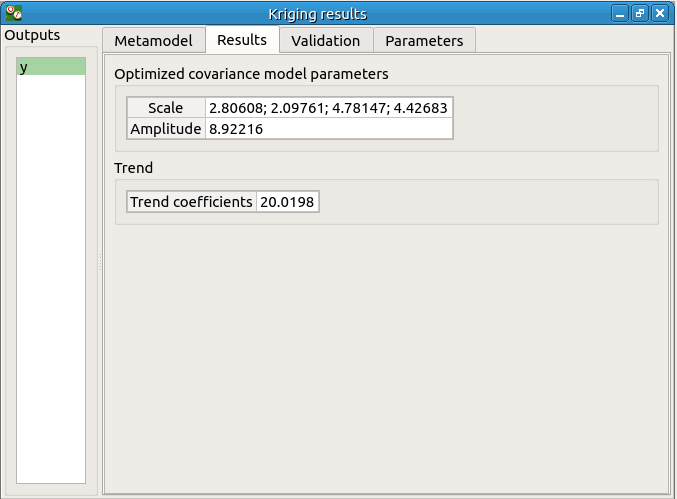 Kriging results
Outputs
y
Metamodel Results Validation Parameters
Optimized covariance model parameters
Scale 2.80608; 2.09761; 4.78147; 4.42683
Amplitude 8.92216
Trend
Trend coefficients 20.0198